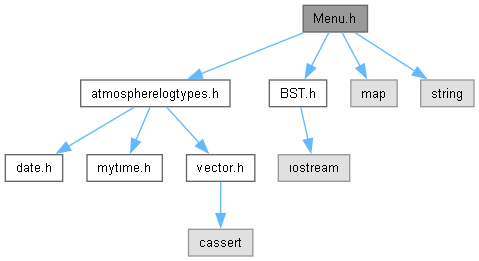 Menu.h
atmospherelogtypes.h
BST.h
map
string
date.h
mytime.h
vector.h
iostream
cassert